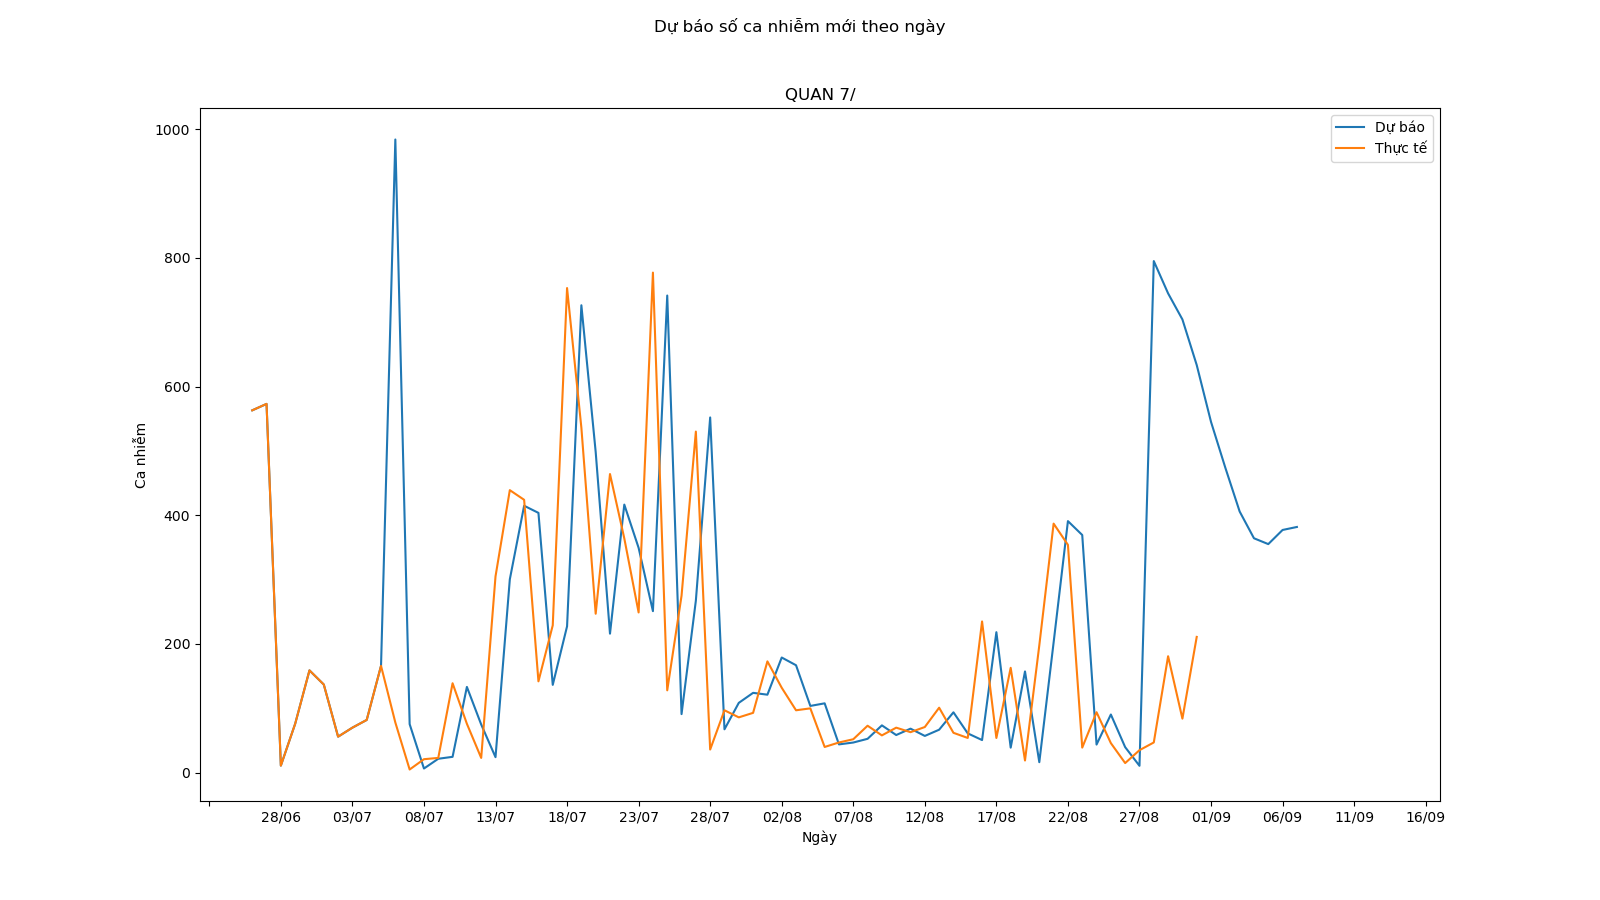 Dự báo số ca nhiễm mới theo ngày
QUAN 7/
Dự báo
Thực tế
1000
800
600
400
200
0
Ca nhiễm
28/06 03/07 08/07 13/07 18/07 23/07 28/07 02/08 07/08 12/08 17/08 22/08 27/08 01/09 06/09 11/09 16/09
Ngày